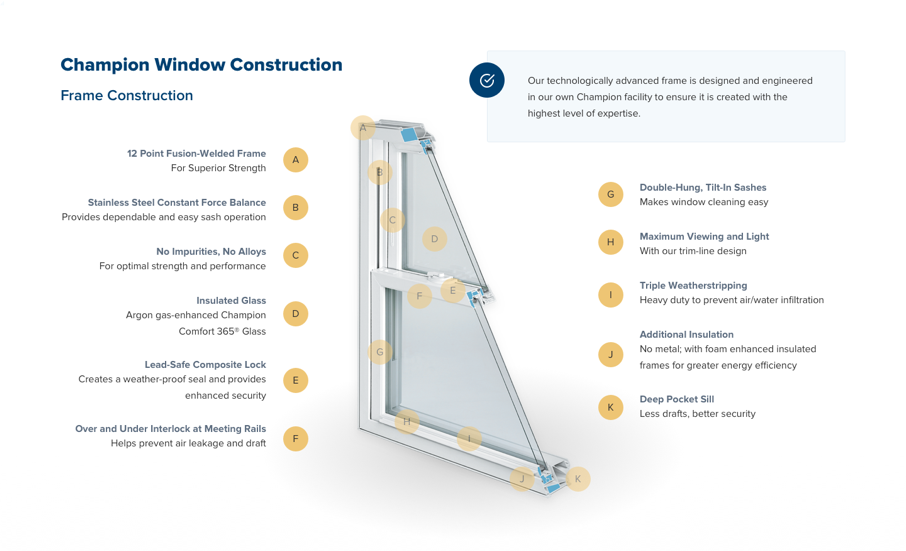 Champion Window Construction
Frame Construction
Our technologically advanced frame is designed and engineered
in our own Champion facility to ensure it is created with the
highest level of expertise.
12 Point Fusion-Welded Frame
For Superior Strength
A
Stainless Steel Constant Force Balance
Provides dependable and easy sash operation
B
No Impurities, No Alloys
For optimal strength and performance
C
Insulated Glass
Argon gas-enhanced Champion
Comfort 365® Glass
D
Lead-Safe Composite Lock
Creates a weather-proof seal and provides
enhanced security
E
Over and Under Interlock at Meeting Rails
Helps prevent air leakage and draft
F
A
B
C
D
E
F
G
H
I
J
K
G
Double-Hung, Tilt-In Sashes
Makes window cleaning easy
H
Maximum Viewing and Light
With our trim-line design
I
Triple Weatherstripping
Heavy duty to prevent air/water infiltration
J
Additional Insulation
No metal; with foam enhanced insulated
frames for greater energy efficiency
K
Deep Pocket Sill
Less drafts, better security